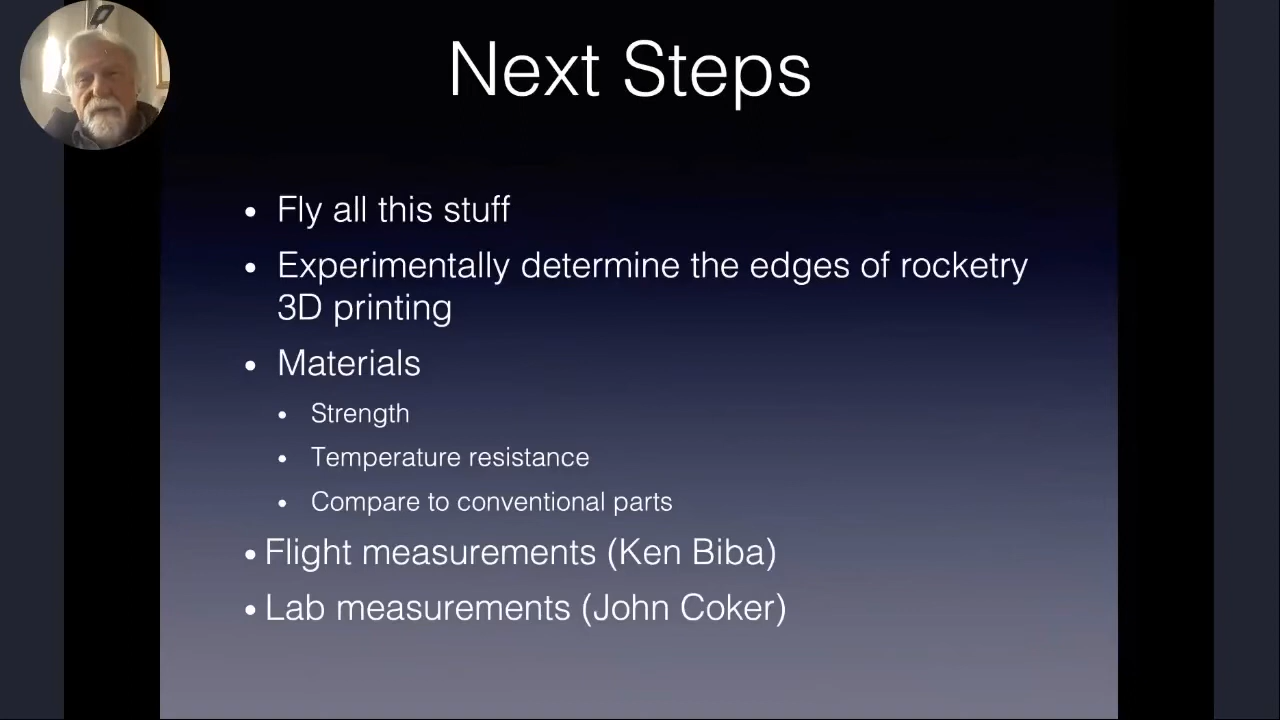 Next Steps
• Fly all this stuff
• Experimentally determine the edges of rocketry
3D printing
• Materials
• Strength
• Temperature resistance
• Compare to conventional parts
• Flight measurements (Ken Biba)
• Lab measurements (John Coker)